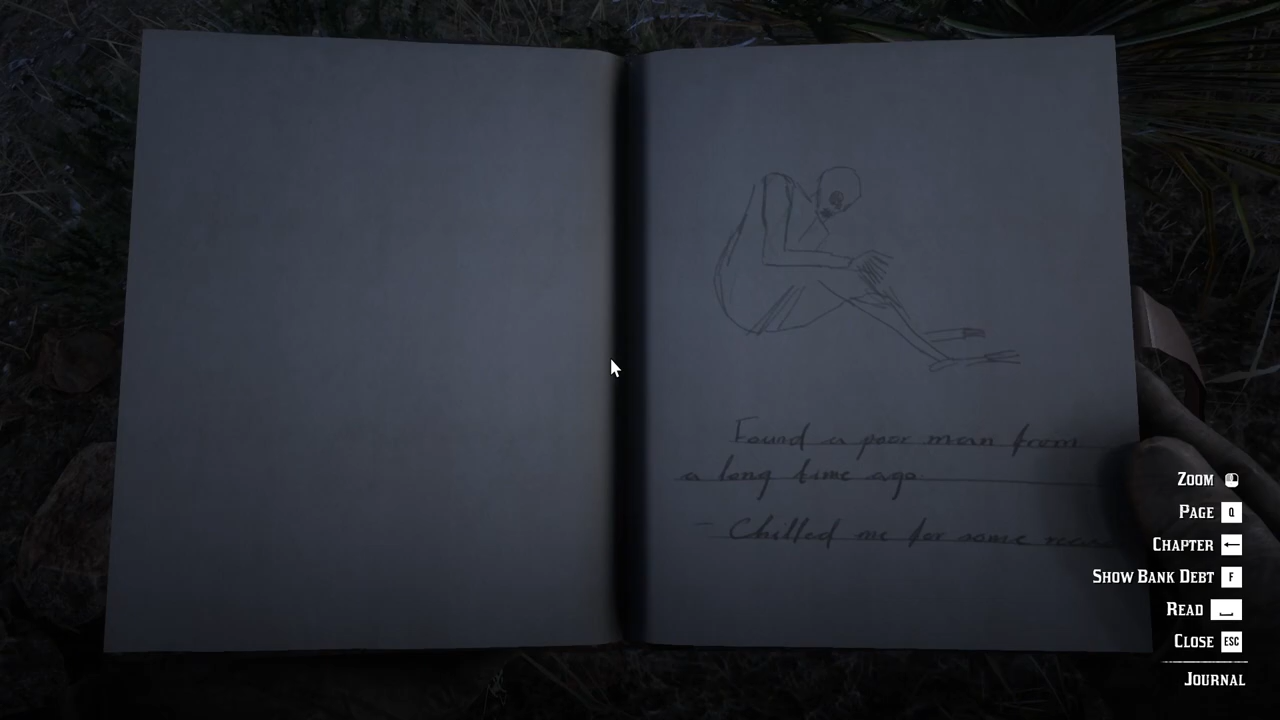 Found a poor man from
a long time ago.
- Chilled me for some
Zoom
Page Q
Chapter ←
Show Bank Debt F
Read
Close ESC
Journal